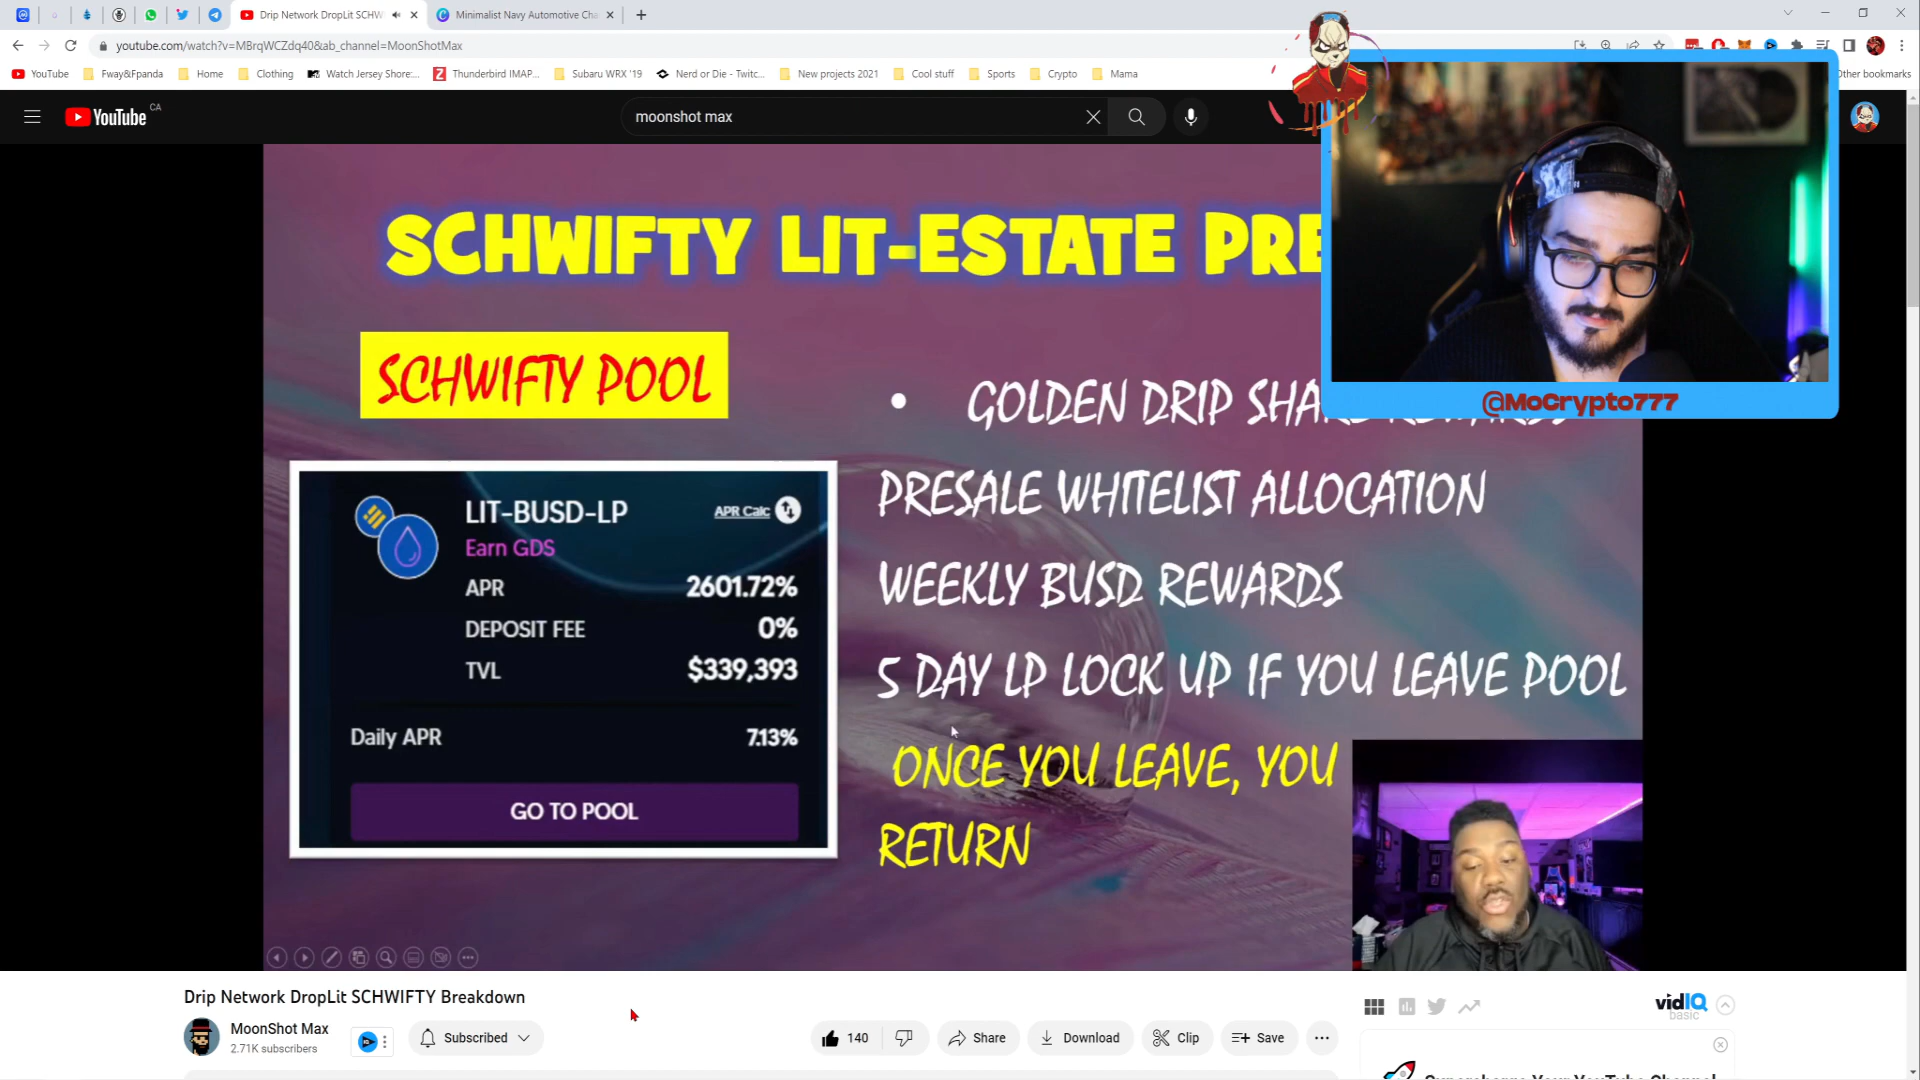 Drip Network DropLit SCHW
Minimalist Navy Automotive Cha
youtube.com/watch?v=MBrqWCZdq40&ab_channel=MoonShotMax
YouTube
Fway&Fpanda
Home
Clothing
Watch Jersey Shore:...
Thunderbird IMAP...
Subaru WRX '19
Nerd or Die - Twitc...
New projects 2021
Cool stuff
Sports
Crypto
Mama
Other bookmarks
YouTube CA
moonshot max
SCHWIFTY LIT-ESTATE PRE
SCHWIFTY POOL
@MoCrypto777
LIT-BUSD-LP
APR Calc
Earn GDS
APR 2601.72%
DEPOSIT FEE 0%
TVL $339,393
Daily APR 7.13%
GO TO POOL
• GOLDEN DRIP SHARE REWARDS
PRESALE WHITELIST ALLOCATION
WEEKLY BUSD REWARDS
5 DAY LP LOCK UP IF YOU LEAVE POOL
ONCE YOU LEAVE, YOU
RETURN
Drip Network DropLit SCHWIFTY Breakdown
MoonShot Max
2.71K subscribers
Subscribed
140
Share
Download
Clip
Save
vidIQ
basic